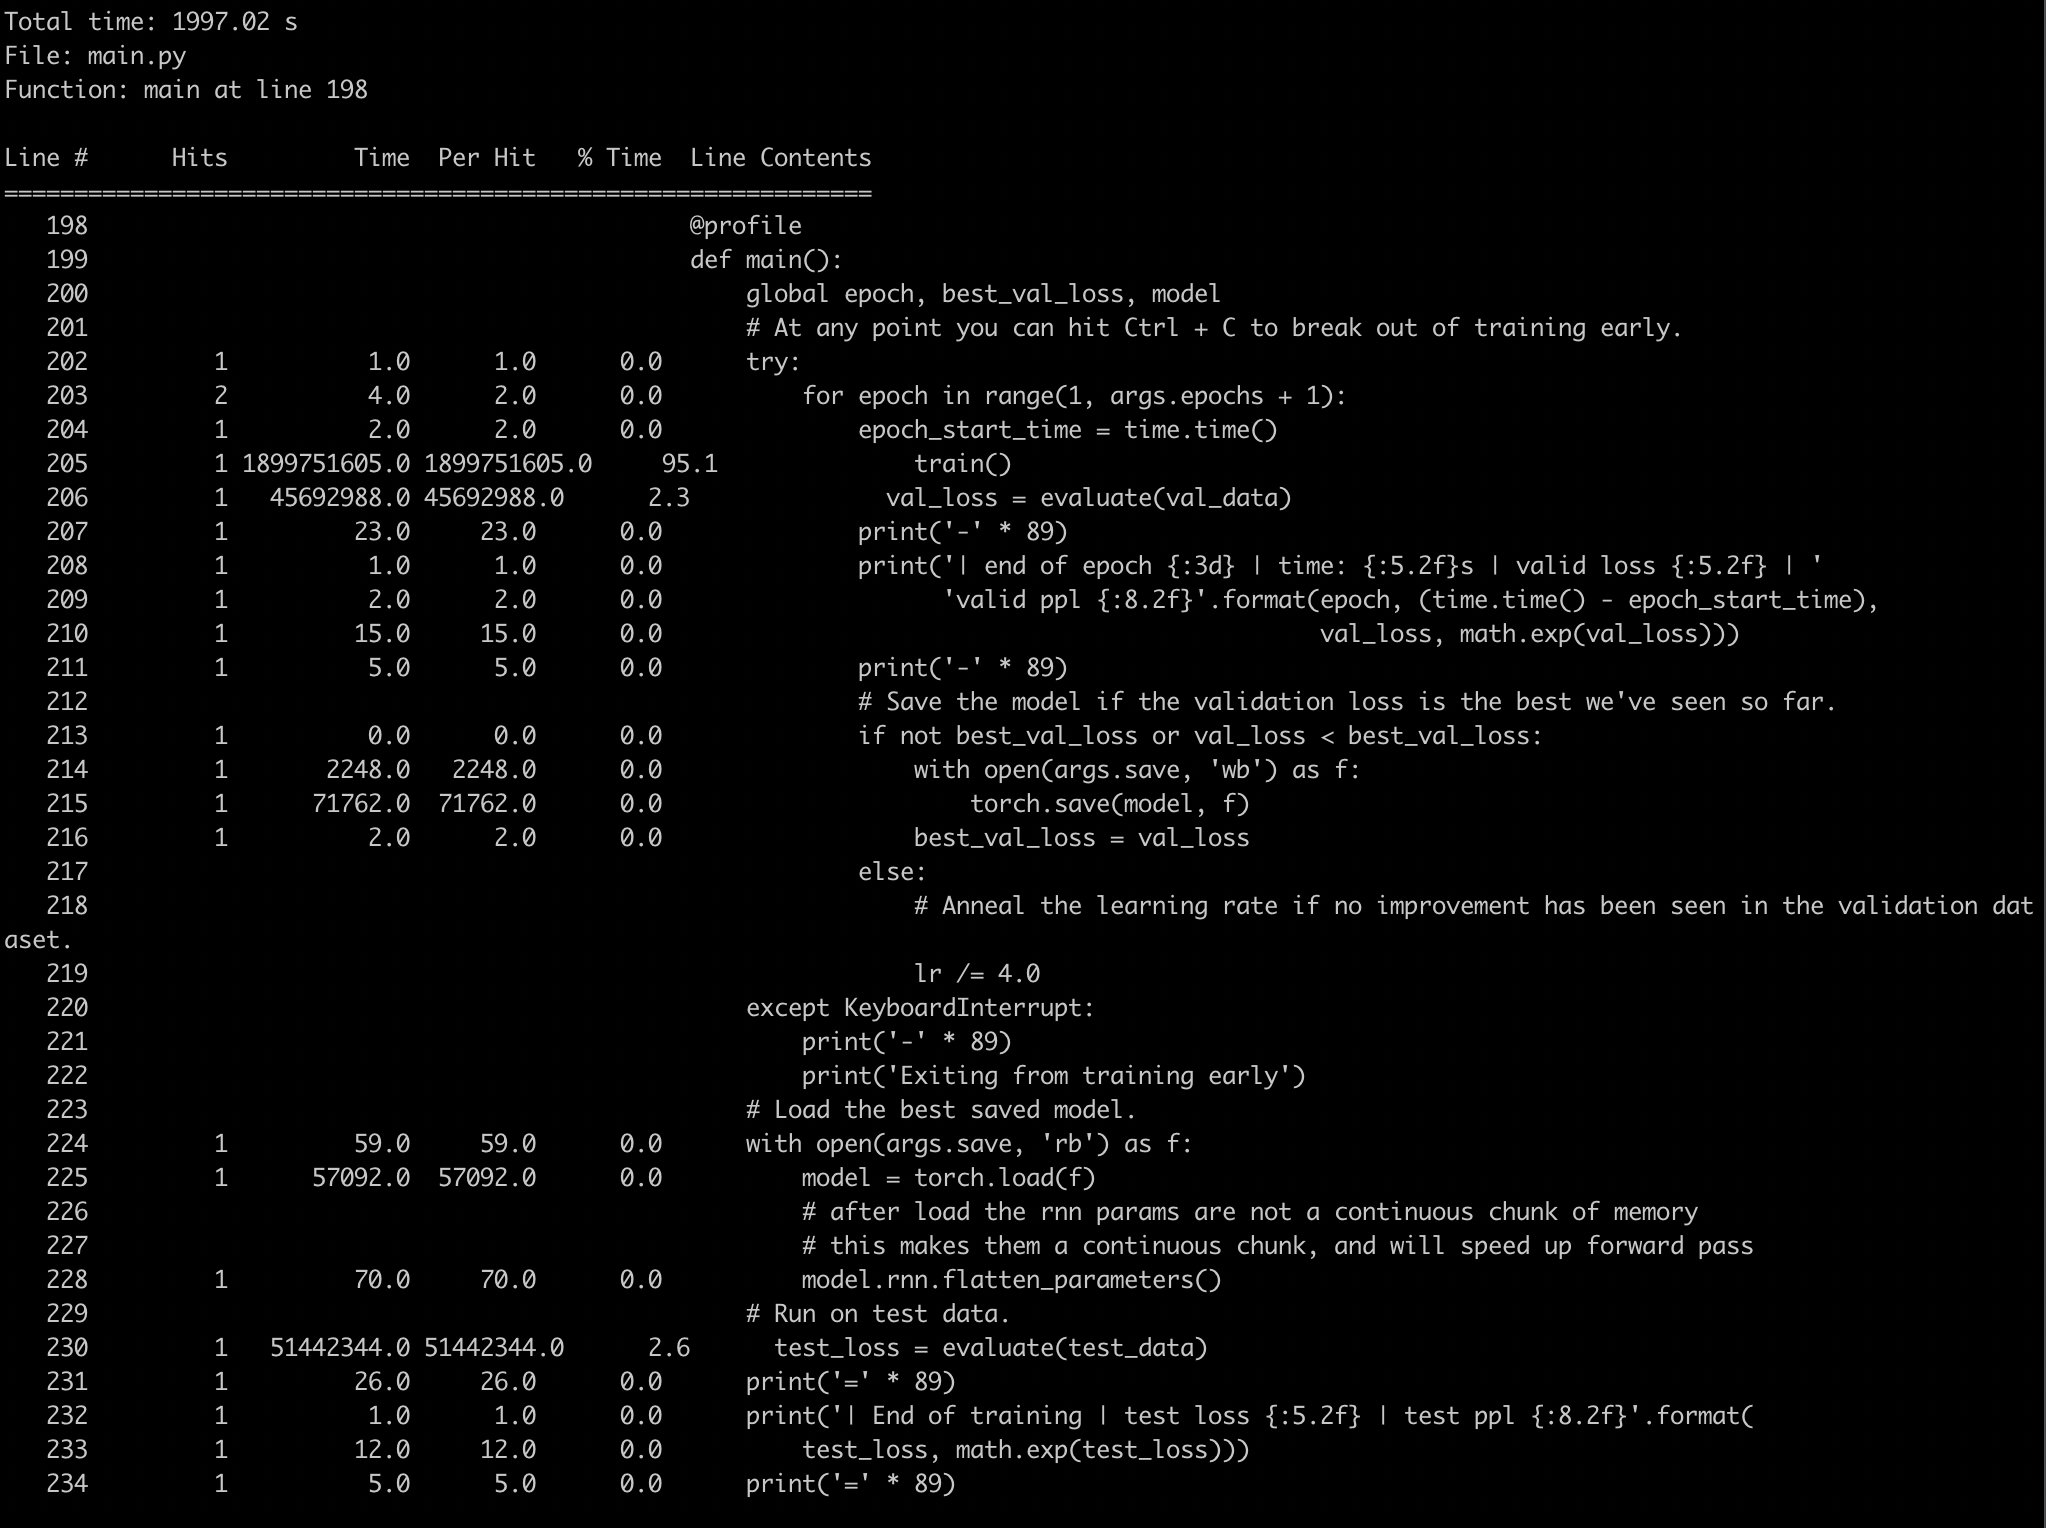 Total time: 1997.02 s
File: main.py
Function: main at line 198

Line #      Hits         Time  Per Hit   % Time  Line Contents
==============================================================
   198                                           @profile
   199                                           def main():
   200                                               global epoch, best_val_loss, model
   201                                               # At any point you can hit Ctrl + C to break out of training early.
   202         1          1.0      1.0      0.0      try:
   203         2          4.0      2.0      0.0          for epoch in range(1, args.epochs + 1):
   204         1          2.0      2.0      0.0              epoch_start_time = time.time()
   205         1 1899751605.0 1899751605.0     95.1              train()
   206         1   45692988.0 45692988.0      2.3              val_loss = evaluate(val_data)
   207         1         23.0     23.0      0.0              print('-' * 89)
   208         1          1.0      1.0      0.0              print('| end of epoch {:3d} | time: {:5.2f}s | valid loss {:5.2f} | '
   209         1          2.0      2.0      0.0                    'valid ppl {:8.2f}'.format(epoch, (time.time() - epoch_start_time),
   210         1         15.0     15.0      0.0                                               val_loss, math.exp(val_loss)))
   211         1          5.0      5.0      0.0              print('-' * 89)
   212                                                       # Save the model if the validation loss is the best we've seen so far.
   213         1          0.0      0.0      0.0              if not best_val_loss or val_loss < best_val_loss:
   214         1       2248.0   2248.0      0.0                  with open(args.save, 'wb') as f:
   215         1      71762.0  71762.0      0.0                      torch.save(model, f)
   216         1          2.0      2.0      0.0                  best_val_loss = val_loss
   217                                                       else:
   218                                                           # Anneal the learning rate if no improvement has been seen in the validation dat
aset.
   219                                                           lr /= 4.0
   220                                               except KeyboardInterrupt:
   221                                                   print('-' * 89)
   222                                                   print('Exiting from training early')
   223                                               # Load the best saved model.
   224         1         59.0     59.0      0.0      with open(args.save, 'rb') as f:
   225         1      57092.0  57092.0      0.0          model = torch.load(f)
   226                                                   # after load the rnn params are not a continuous chunk of memory
   227                                                   # this makes them a continuous chunk, and will speed up forward pass
   228         1         70.0     70.0      0.0          model.rnn.flatten_parameters()
   229                                               # Run on test data.
   230         1   51442344.0 51442344.0      2.6      test_loss = evaluate(test_data)
   231         1         26.0     26.0      0.0      print('=' * 89)
   232         1          1.0      1.0      0.0      print('| End of training | test loss {:5.2f} | test ppl {:8.2f}'.format(
   233         1         12.0     12.0      0.0          test_loss, math.exp(test_loss)))
   234         1          5.0      5.0      0.0      print('=' * 89)